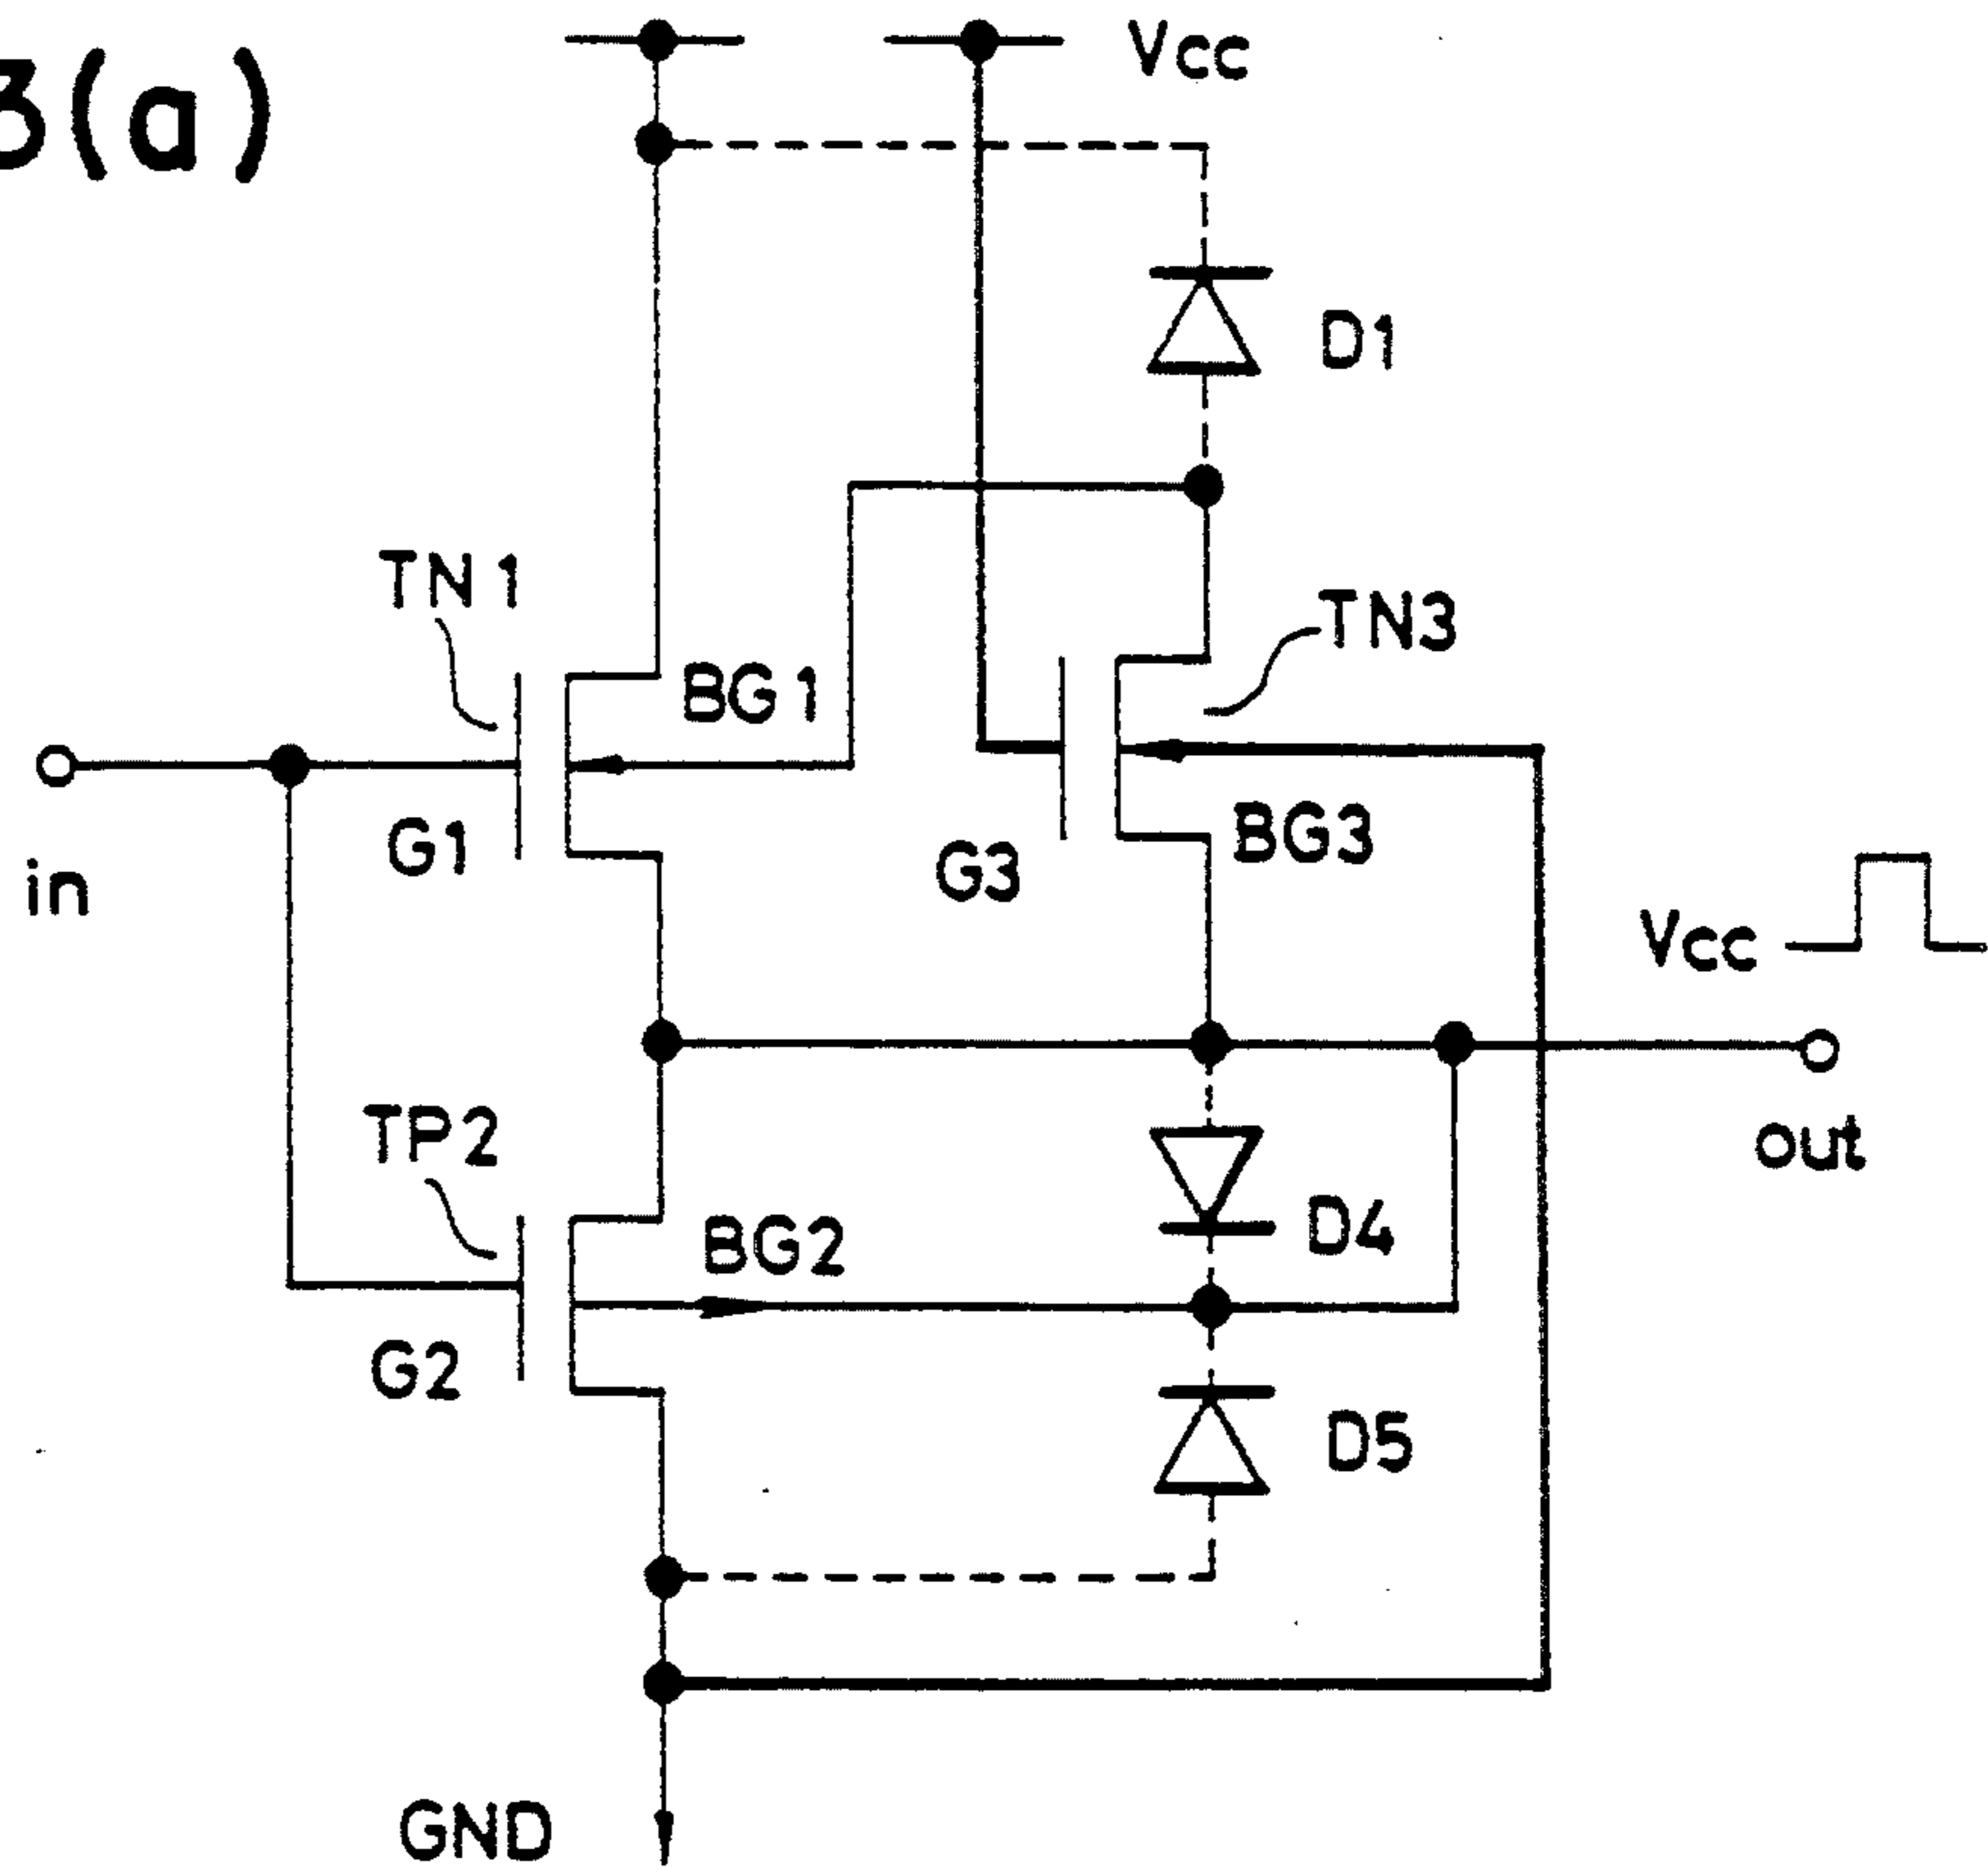 3(a)
Vcc
D1
TN1
TN3
BG1
G1
BG3
in
G3
Vcc
out
TP2
D4
BG2
G2
D5
GND